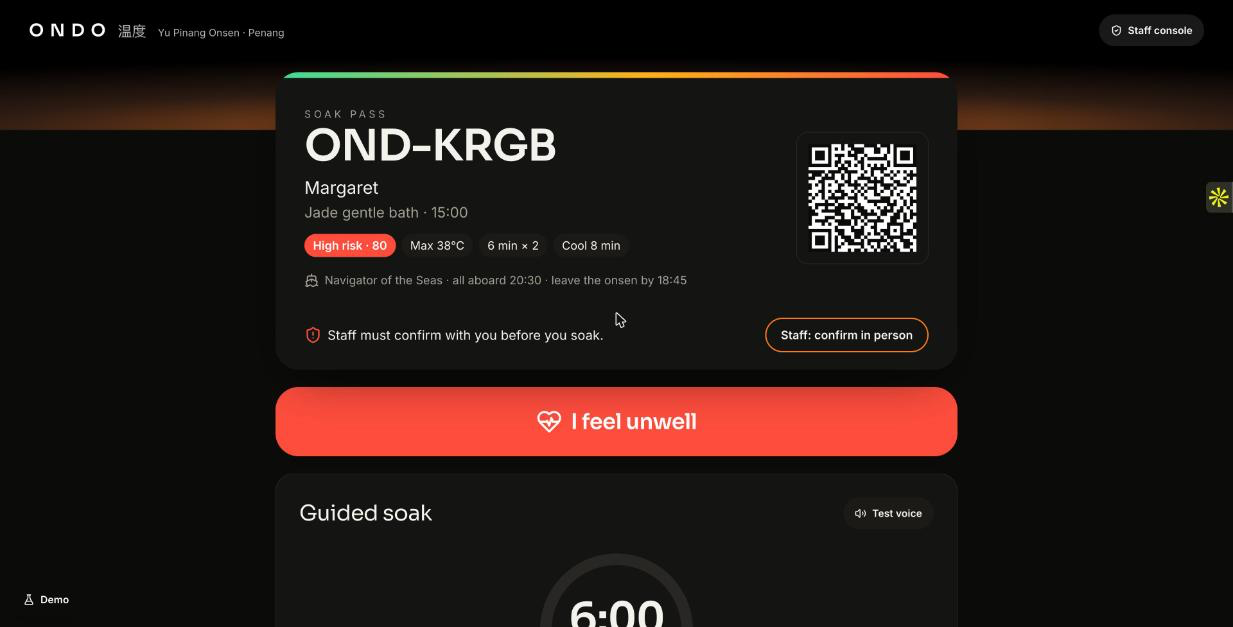 ONDO 温度 Yu Pinang Onsen · Penang
Staff console
SOAK PASS
OND-KRGB
Margaret
Jade gentle bath · 15:00
High risk · 80
Max 38°C
6 min × 2
Cool 8 min
Navigator of the Seas · all aboard 20:30 · leave the onsen by 18:45
Staff must confirm with you before you soak.
Staff: confirm in person
I feel unwell
Guided soak
Test voice
6:00
Demo